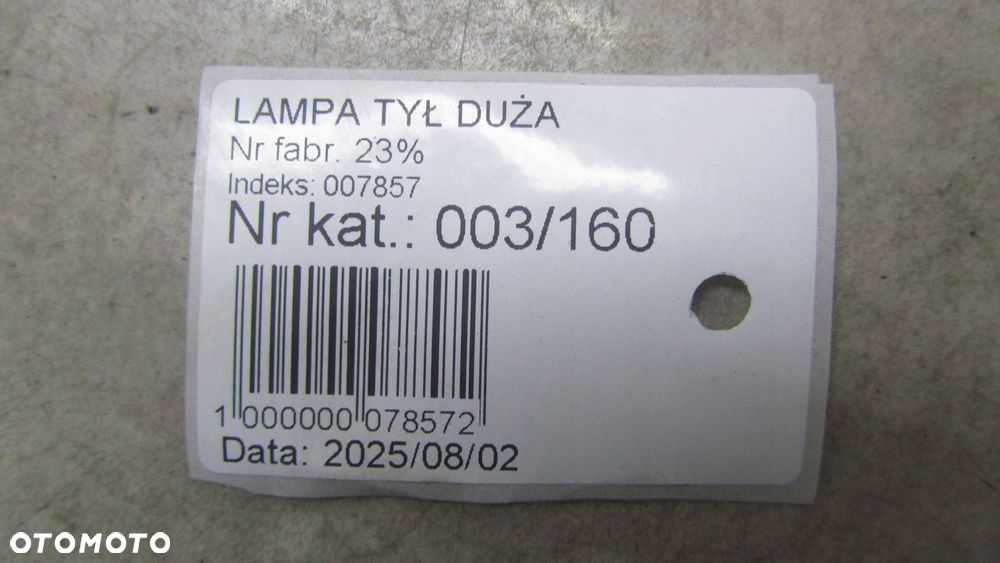 LAMPA TYŁ DUŻA
Nr fabr. 23%
Indeks: 007857
Nr kat.: 003/160
1 000000 078572
Data: 2025/08/02
OTOMOTO